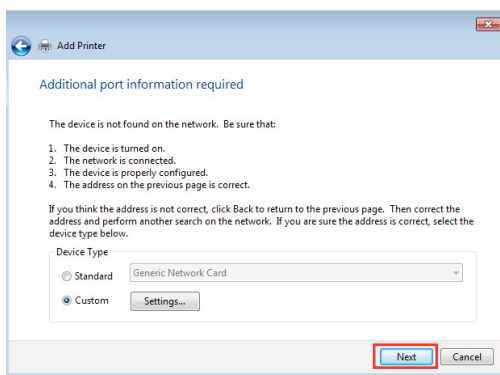 Add Printer
Additional port information required
The device is not found on the network. Be sure that:
1. The device is turned on.
2. The network is connected.
3. The device is properly configured.
4. The address on the previous page is correct.
If you think the address is not correct, click Back to return to the previous page. Then correct the
address and perform another search on the network. If you are sure the address is correct, select the
device type below.
Device Type
Standard Generic Network Card
Custom Settings...
Next Cancel